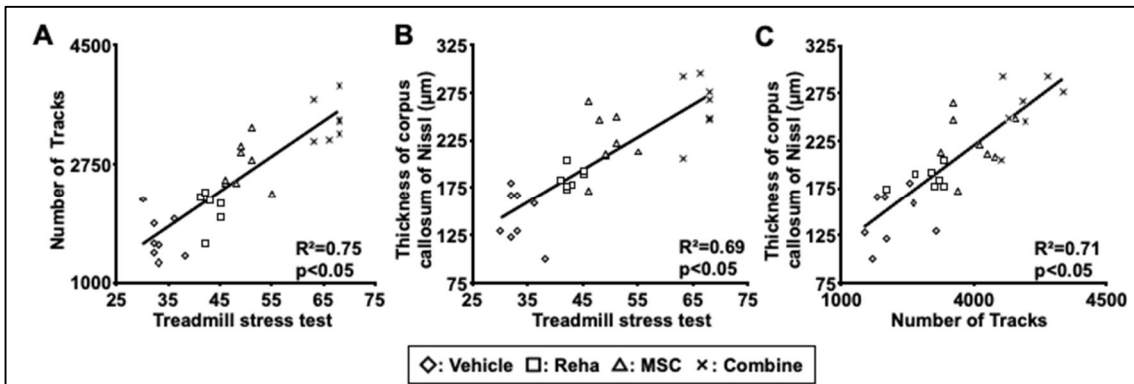 A
4500
2750
1000
Number of Tracks
25 35 45 55 65 75
Treadmill stress test
R²=0.75
p<0.05
B
325
275
225
175
125
75
Thickness of corpus
callosum of Nissl (μm)
25 35 45 55 65 75
Treadmill stress test
R²=0.69
p<0.05
C
325
275
225
175
125
75
Thickness of corpus
callosum of Nissl (μm)
1000 4000 4500
Number of Tracks
R²=0.71
p<0.05
◇: Vehicle □: Reha △: MSC ×: Combine